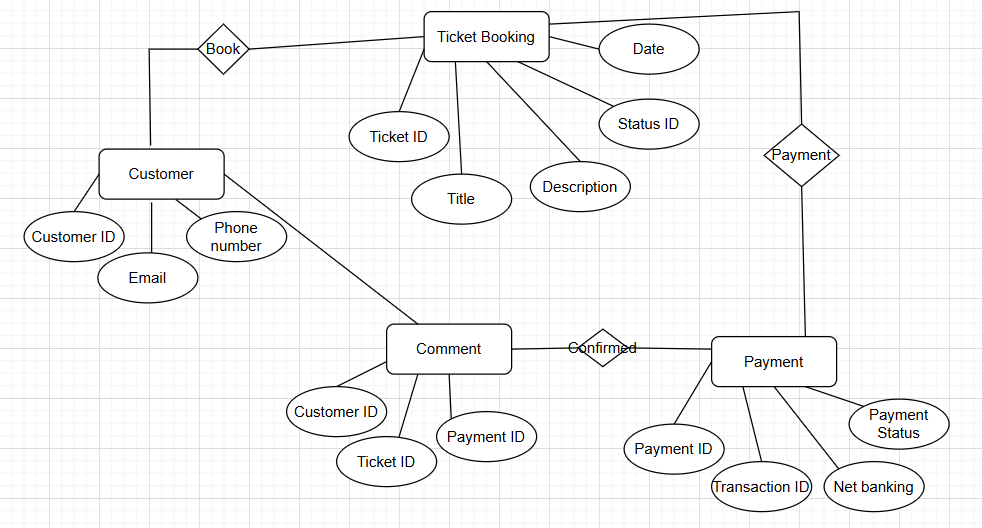 Ticket Booking
Book
Date
Status ID
Ticket ID
Payment
Customer
Description
Title
Customer ID
Phone
number
Email
Comment
Confirmed
Payment
Customer ID
Payment
Status
Payment ID
Payment ID
Ticket ID
Transaction ID
Net banking